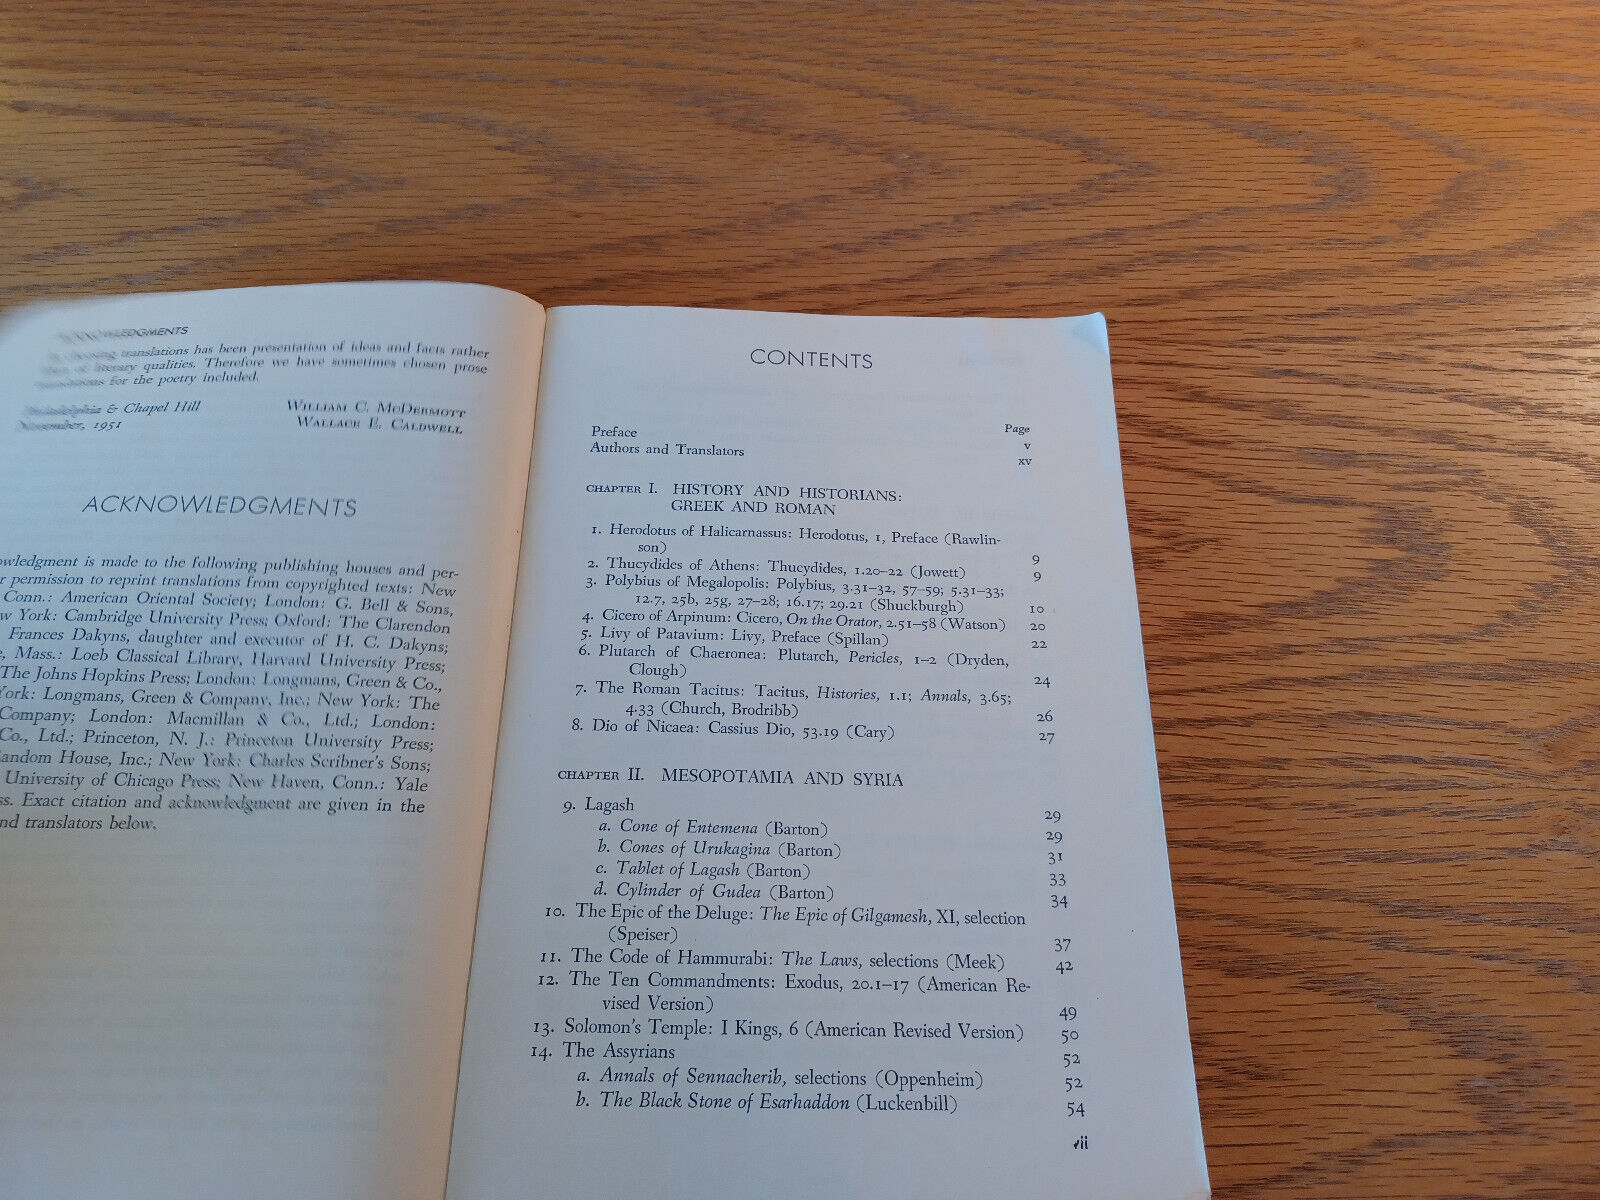 ACKNOWLEDGMENTS
translations has been presentation of ideas and facts rather
of literary qualities. Therefore we have sometimes chosen prose
for the poetry included.
Philadelphia & Chapel Hill
November, 1951
WILLIAM C. McDERMOTT
WALLACE E. CALDWELL
ACKNOWLEDGMENTS
owledgment is made to the following publishing houses and per-
r permission to reprint translations from copyrighted texts: New
Conn.: American Oriental Society; London: G. Bell & Sons,
w York: Cambridge University Press; Oxford: The Clarendon
Frances Dakyns, daughter and executor of H. C. Dakyns;
, Mass.: Loeb Classical Library, Harvard University Press;
The Johns Hopkins Press; London: Longmans, Green & Co.,
York: Longmans, Green & Company, Inc.; New York: The
Company; London: Macmillan & Co., Ltd.; London:
Co., Ltd.; Princeton, N. J.: Princeton University Press;
andom House, Inc.; New York: Charles Scribner's Sons;
University of Chicago Press; New Haven, Conn.: Yale
ss. Exact citation and acknowledgment are given in the
nd translators below.
CONTENTS
Page
Preface v
Authors and Translators xv
CHAPTER I. HISTORY AND HISTORIANS:
GREEK AND ROMAN
1. Herodotus of Halicarnassus: Herodotus, 1, Preface (Rawlin-
son) 9
2. Thucydides of Athens: Thucydides, 1.20–22 (Jowett) 9
3. Polybius of Megalopolis: Polybius, 3.31–32, 57–59; 5.31–33;
12.7, 25b, 25g, 27–28; 16.17; 29.21 (Shuckburgh) 10
4. Cicero of Arpinum: Cicero, On the Orator, 2.51–58 (Watson) 20
5. Livy of Patavium: Livy, Preface (Spillan) 22
6. Plutarch of Chaeronea: Plutarch, Pericles, 1–2 (Dryden,
Clough) 24
7. The Roman Tacitus: Tacitus, Histories, 1.1; Annals, 3.65;
4.33 (Church, Brodribb) 26
8. Dio of Nicaea: Cassius Dio, 53.19 (Cary) 27
CHAPTER II. MESOPOTAMIA AND SYRIA
9. Lagash 29
a. Cone of Entemena (Barton) 29
b. Cones of Urukagina (Barton) 31
c. Tablet of Lagash (Barton) 33
d. Cylinder of Gudea (Barton) 34
10. The Epic of the Deluge: The Epic of Gilgamesh, XI, selection
(Speiser) 37
11. The Code of Hammurabi: The Laws, selections (Meek) 42
12. The Ten Commandments: Exodus, 20.1–17 (American Re-
vised Version) 49
13. Solomon's Temple: I Kings, 6 (American Revised Version) 50
14. The Assyrians 52
a. Annals of Sennacherib, selections (Oppenheim) 52
b. The Black Stone of Esarhaddon (Luckenbill) 54
vii